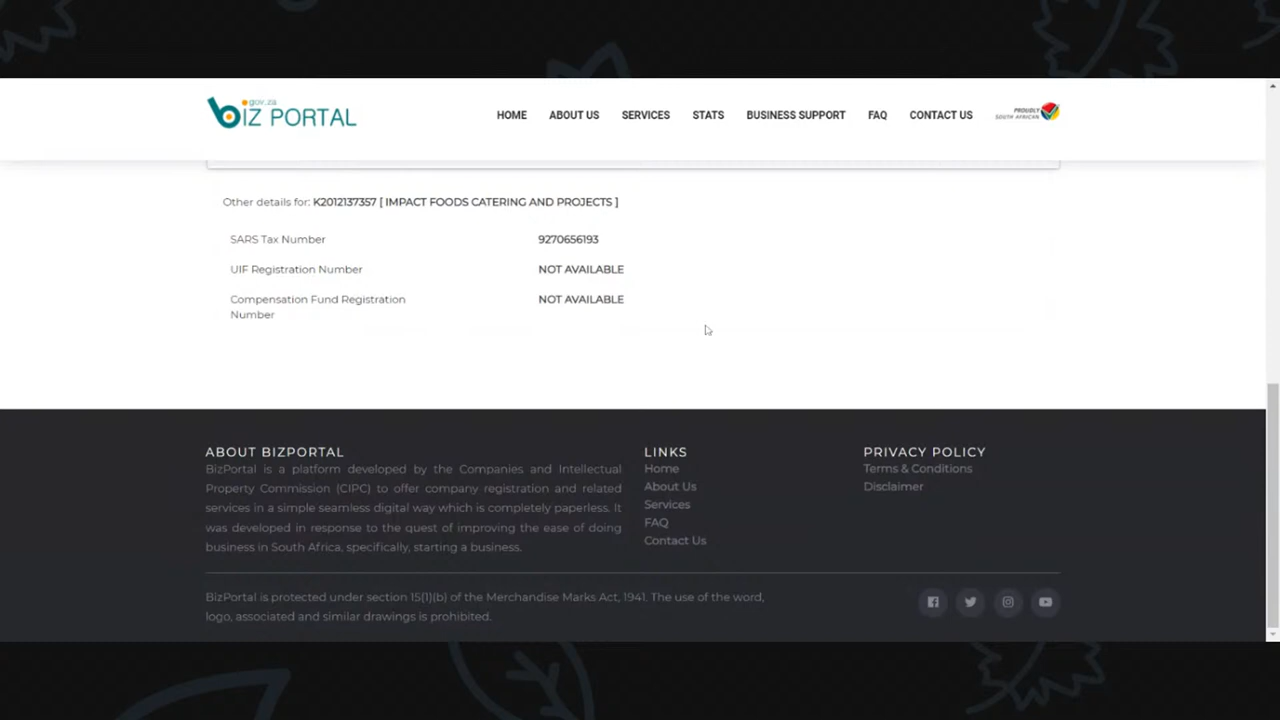 gov.za
bIZ PORTAL
HOME ABOUT US SERVICES STATS BUSINESS SUPPORT FAQ CONTACT US
PROUDLY
SOUTH AFRICAN
Other details for: K2012137357 [ IMPACT FOODS CATERING AND PROJECTS ]
SARS Tax Number 9270656193
UIF Registration Number NOT AVAILABLE
Compensation Fund Registration NOT AVAILABLE
Number
ABOUT BIZPORTAL
BizPortal is a platform developed by the Companies and Intellectual
Property Commission (CIPC) to offer company registration and related
services in a simple seamless digital way which is completely paperless. It
was developed in response to the quest of improving the ease of doing
business in South Africa, specifically, starting a business.
LINKS
Home
About Us
Services
FAQ
Contact Us
PRIVACY POLICY
Terms & Conditions
Disclaimer
BizPortal is protected under section 15(1)(b) of the Merchandise Marks Act, 1941. The use of the word,
logo, associated and similar drawings is prohibited.